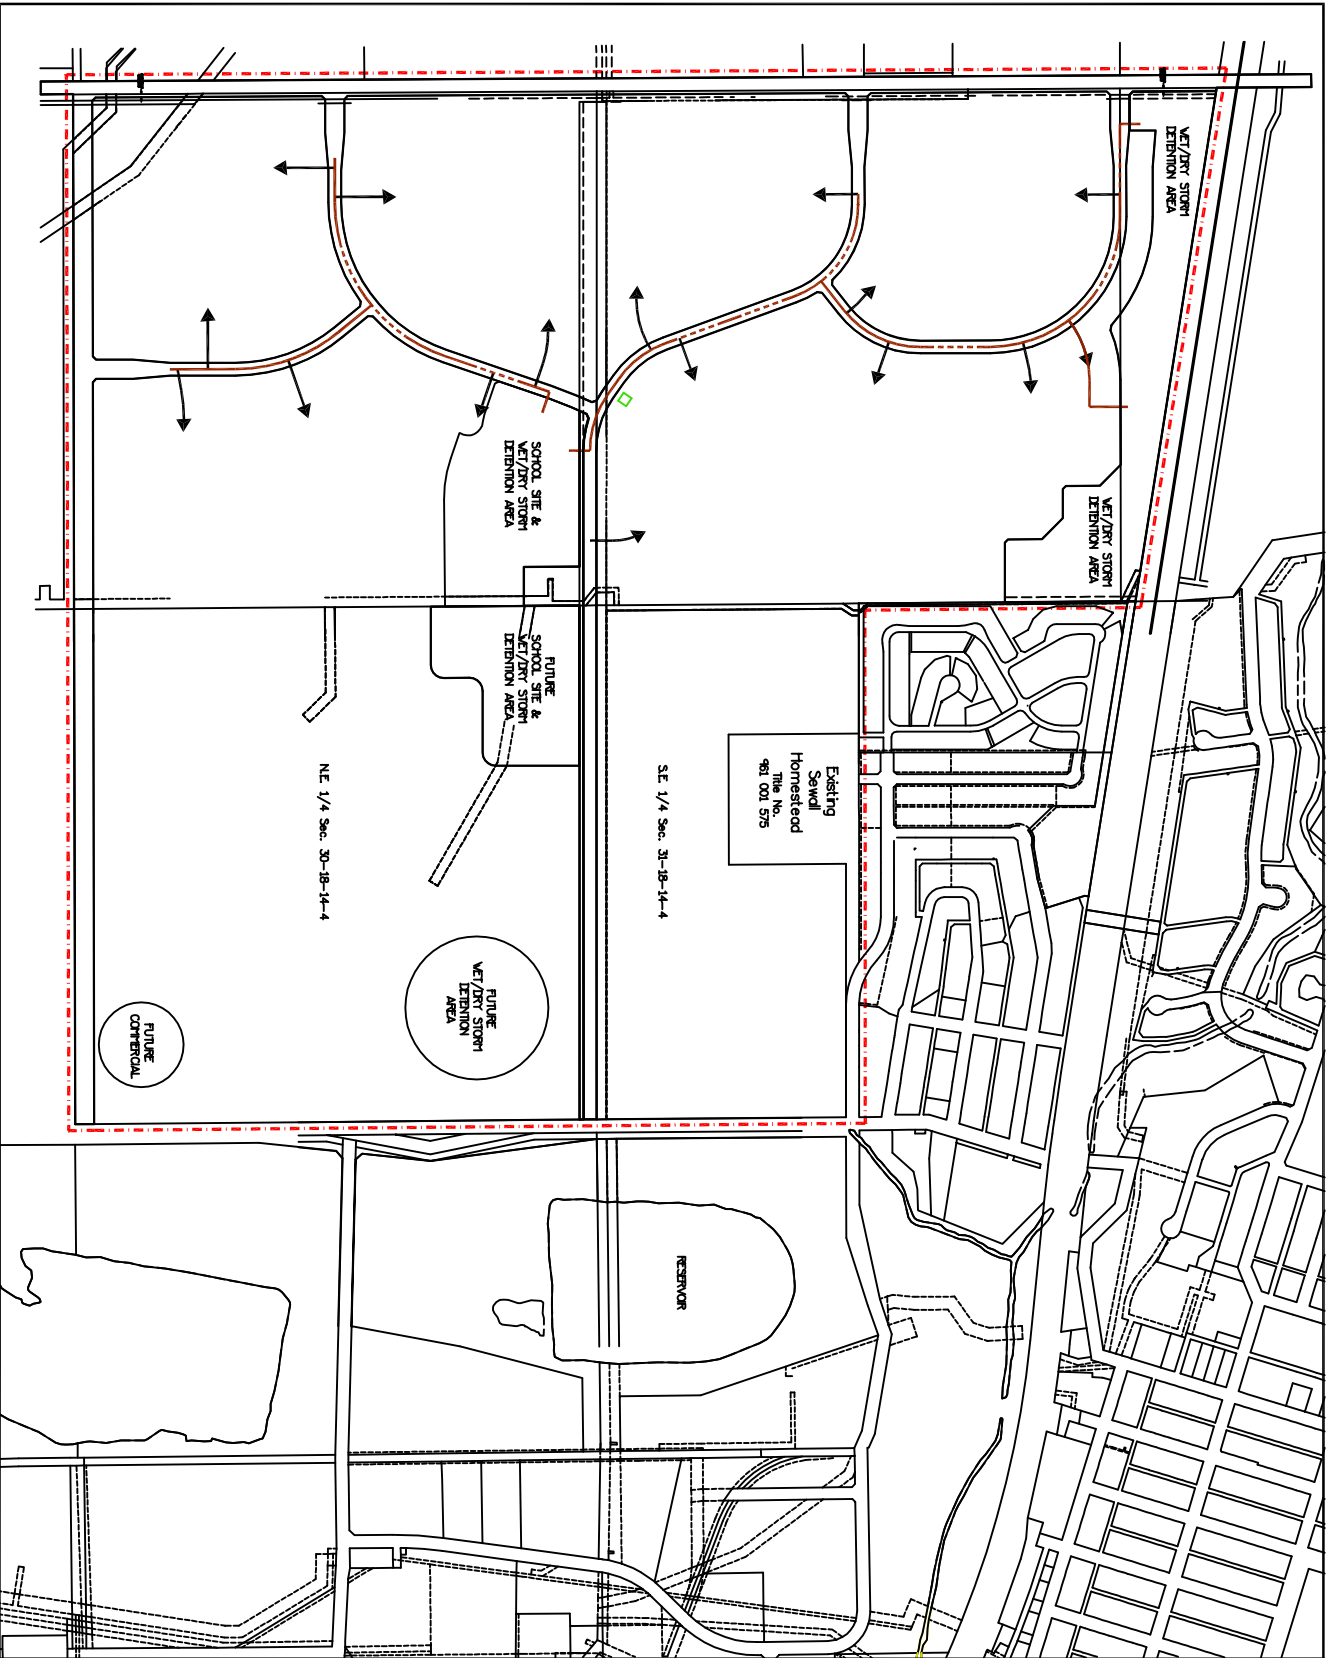 WET/DRY STORM
DETENTION AREA
WET/DRY STORM
DETENTION AREA
SCHOOL SITE &
WET/DRY STORM
DETENTION AREA
FUTURE
SCHOOL SITE &
WET/DRY STORM
DETENTION AREA
Existing
Sewall
Homestead
Title No.
961 001 575
S.E. 1/4 Sec. 31-18-14-4
N.E. 1/4 Sec. 30-18-14-4
FUTURE
WET/DRY STORM
DETENTION
AREA
FUTURE
COMMERCIAL
RESERVOIR